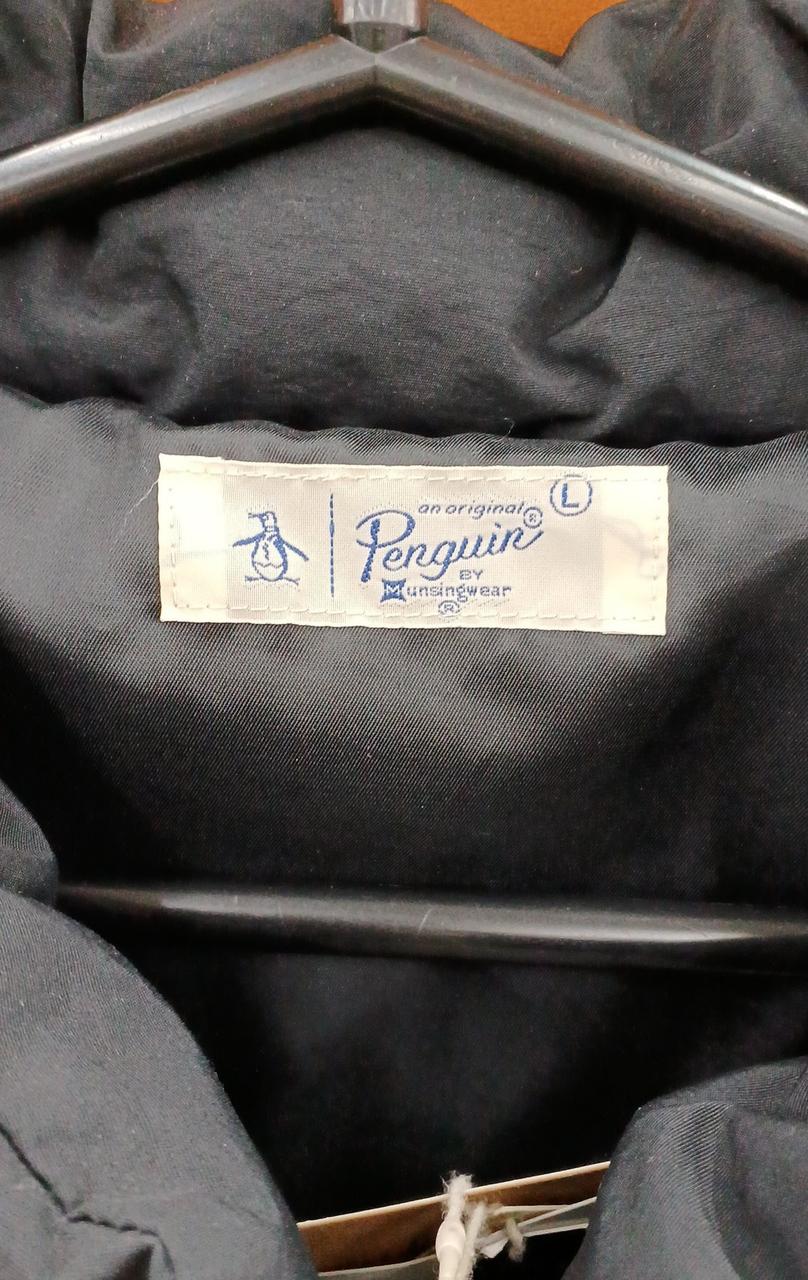 L
an original®
Penguin
BY
Munsingwear
®